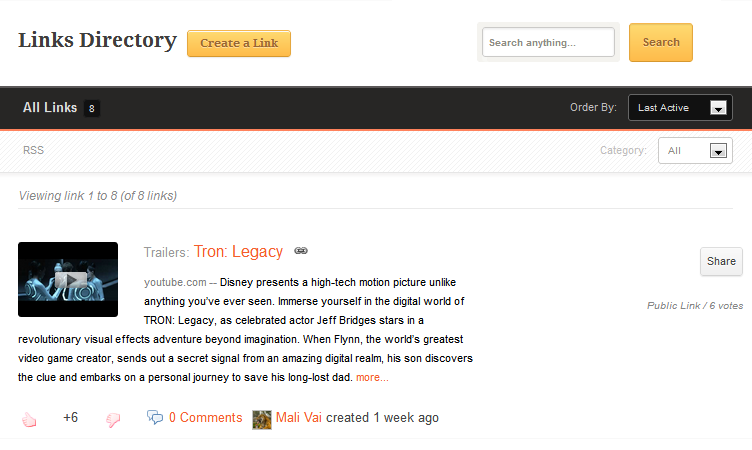 Links Directory
Create a Link
Search anything...
Search
All Links 8
Order By: Last Active
RSS
Category: All
Viewing link 1 to 8 (of 8 links)
Trailers: Tron: Legacy
Share
youtube.com -- Disney presents a high-tech motion picture unlike
anything you've ever seen. Immerse yourself in the digital world of
Public Link / 6 votes
TRON: Legacy, as celebrated actor Jeff Bridges stars in a
revolutionary visual effects adventure beyond imagination. When Flynn, the world's greatest
video game creator, sends out a secret signal from an amazing digital realm, his son discovers
the clue and embarks on a personal journey to save his long-lost dad. more...
+6
0 Comments
Mali Vai created 1 week ago